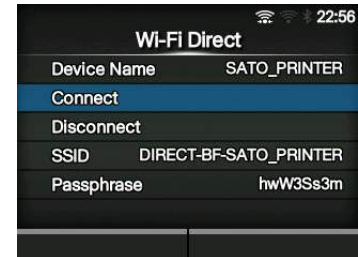 22:56
Wi-Fi Direct
Device Name SATO_PRINTER
Connect
Disconnect
SSID DIRECT-BF-SATO_PRINTER
Passphrase hwW3Ss3m